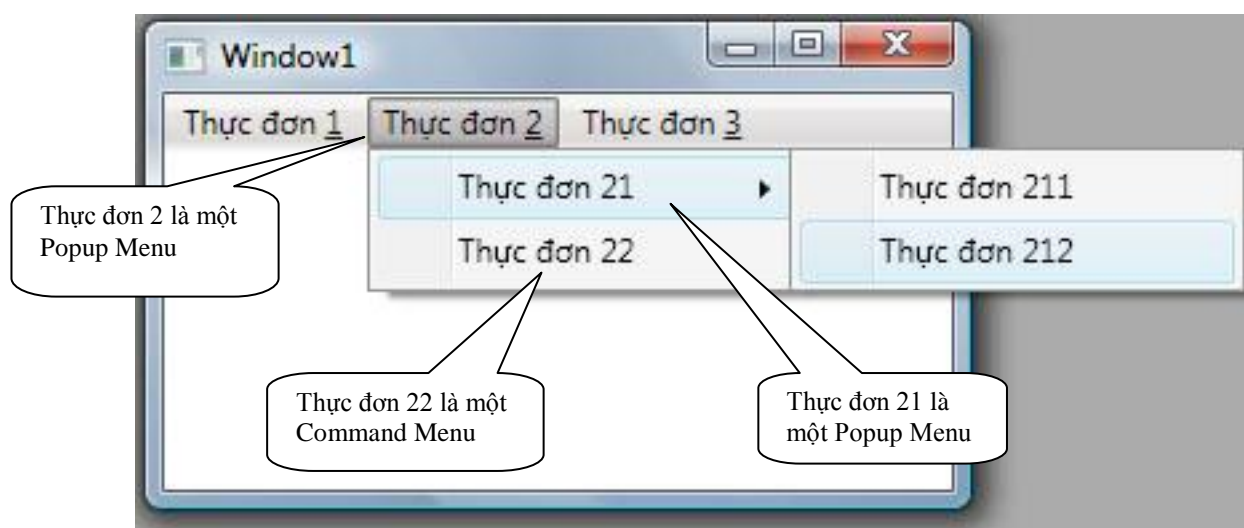 Window1
Thực đơn 1 Thực đơn 2 Thực đơn 3
Thực đơn 21
Thực đơn 211
Thực đơn 22
Thực đơn 212
Thực đơn 2 là một
Popup Menu
Thực đơn 22 là một
Command Menu
Thực đơn 21 là
một Popup Menu